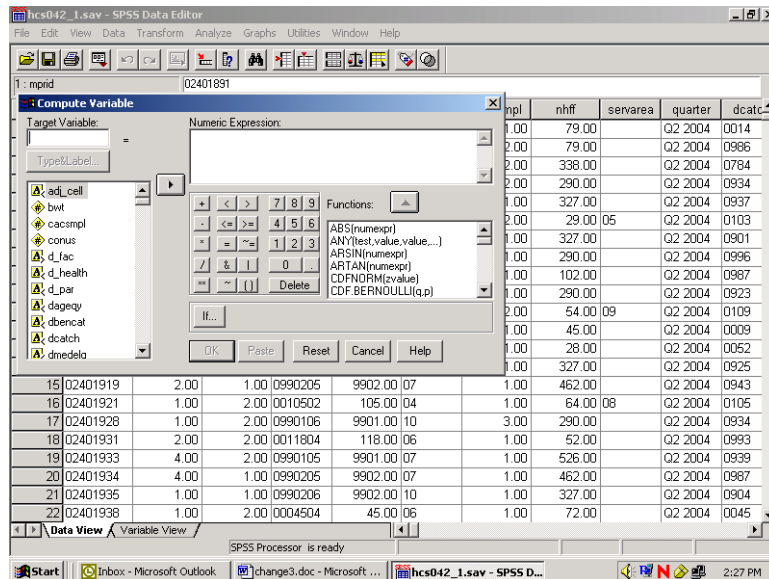 hcs042_1.sav - SPSS Data Editor
File Edit View Data Transform Analyze Graphs Utilities Window Help
1 : mprid 02401891
Compute Variable
Target Variable: Numeric Expression:
=
Type&Label...
adj_cell
bwt
cacsmpl
conus
d_fac
d_health
d_par
dageqy
dbencat
dcatch
dmedelg
+ < > 7 8 9
- <= >= 4 5 6
* = ~= 1 2 3
/ & | 0 .
** ~ ( ) Delete
Functions:
ABS(numexpr)
ANY(test,value,value,...)
ARSIN(numexpr)
ARTAN(numexpr)
CDFNORM(zvalue)
CDF.BERNOULLI(q,p)
If...
OK Paste Reset Cancel Help
mpl nhff servarea quarter dcatc
1.00 79.00 Q2 2004 0014
2.00 79.00 Q2 2004 0986
2.00 338.00 Q2 2004 0784
2.00 290.00 Q2 2004 0934
1.00 327.00 Q2 2004 0937
2.00 29.00 05 Q2 2004 0103
1.00 327.00 Q2 2004 0901
1.00 290.00 Q2 2004 0996
1.00 102.00 Q2 2004 0987
1.00 290.00 Q2 2004 0923
2.00 54.00 09 Q2 2004 0109
1.00 45.00 Q2 2004 0009
1.00 28.00 Q2 2004 0052
1.00 327.00 Q2 2004 0925
15 02401919 2.00 1.00 0990205 9902.00 07 1.00 462.00 Q2 2004 0943
16 02401921 1.00 2.00 0010502 105.00 04 1.00 64.00 08 Q2 2004 0105
17 02401928 1.00 2.00 0990106 9901.00 10 3.00 290.00 Q2 2004 0934
18 02401931 2.00 2.00 0011804 118.00 06 1.00 52.00 Q2 2004 0993
19 02401933 4.00 2.00 0990105 9901.00 07 1.00 526.00 Q2 2004 0939
20 02401934 4.00 1.00 0990205 9902.00 07 1.00 462.00 Q2 2004 0987
21 02401935 1.00 1.00 0990206 9902.00 10 1.00 327.00 Q2 2004 0904
22 02401938 1.00 2.00 0004504 45.00 06 1.00 72.00 Q2 2004 0045
Data View Variable View
SPSS Processor is ready
Start Inbox - Microsoft Outlook change3.doc - Microsoft ... hcs042_1.sav - SPSS D... 2:27 PM